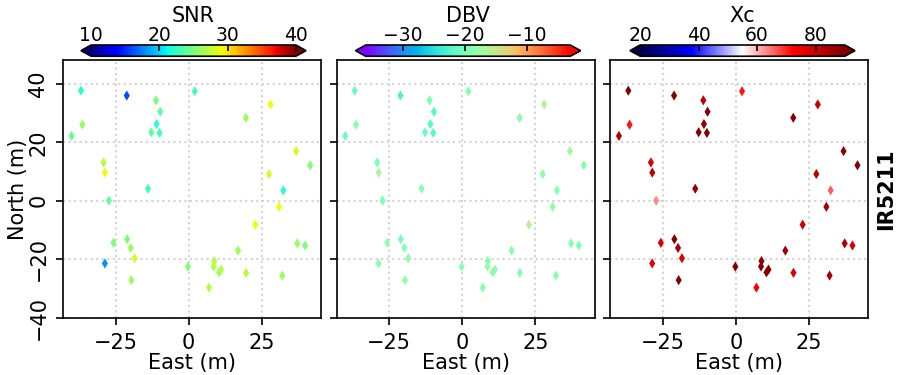 SNR DBV Xc
10 20 30 40 −30 −20 −10 20 40 60 80
40
20
0
−20
−40
North (m)
−25 0 25 −25 0 25 −25 0 25
East (m) East (m) East (m)
IR5211